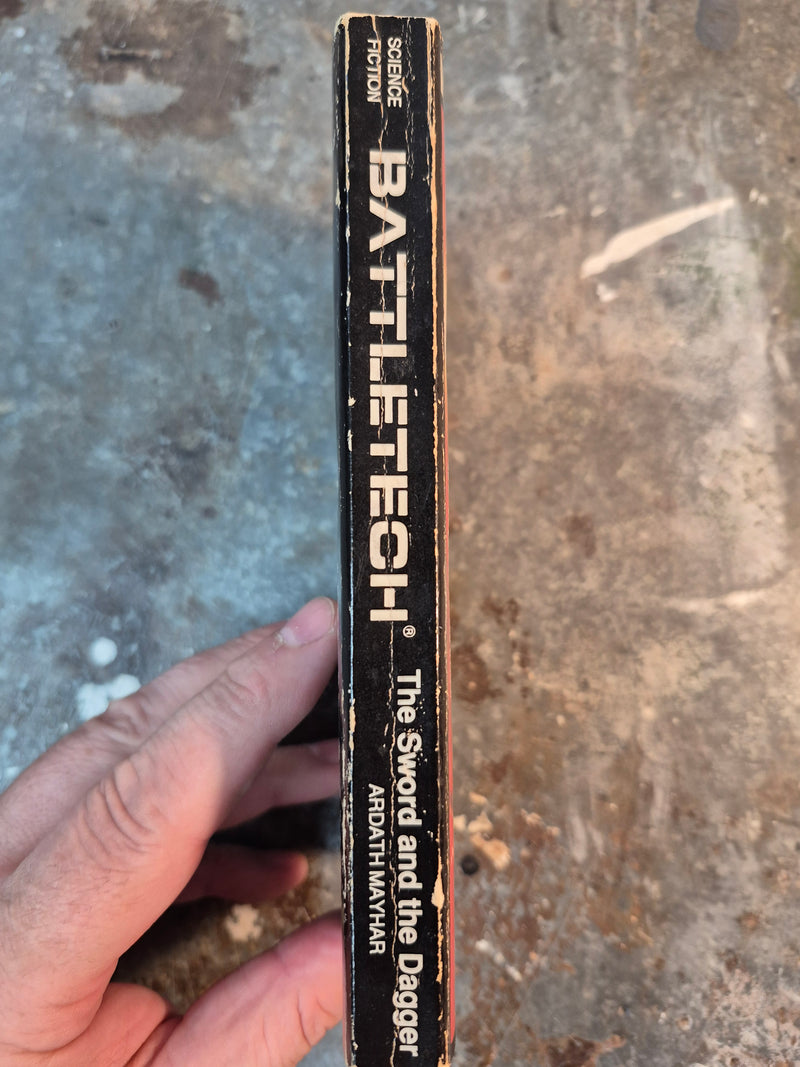 SCIENCE
FICTION
BATTLETECH®
The Sword and the Dagger
ARDATH MAYHAR